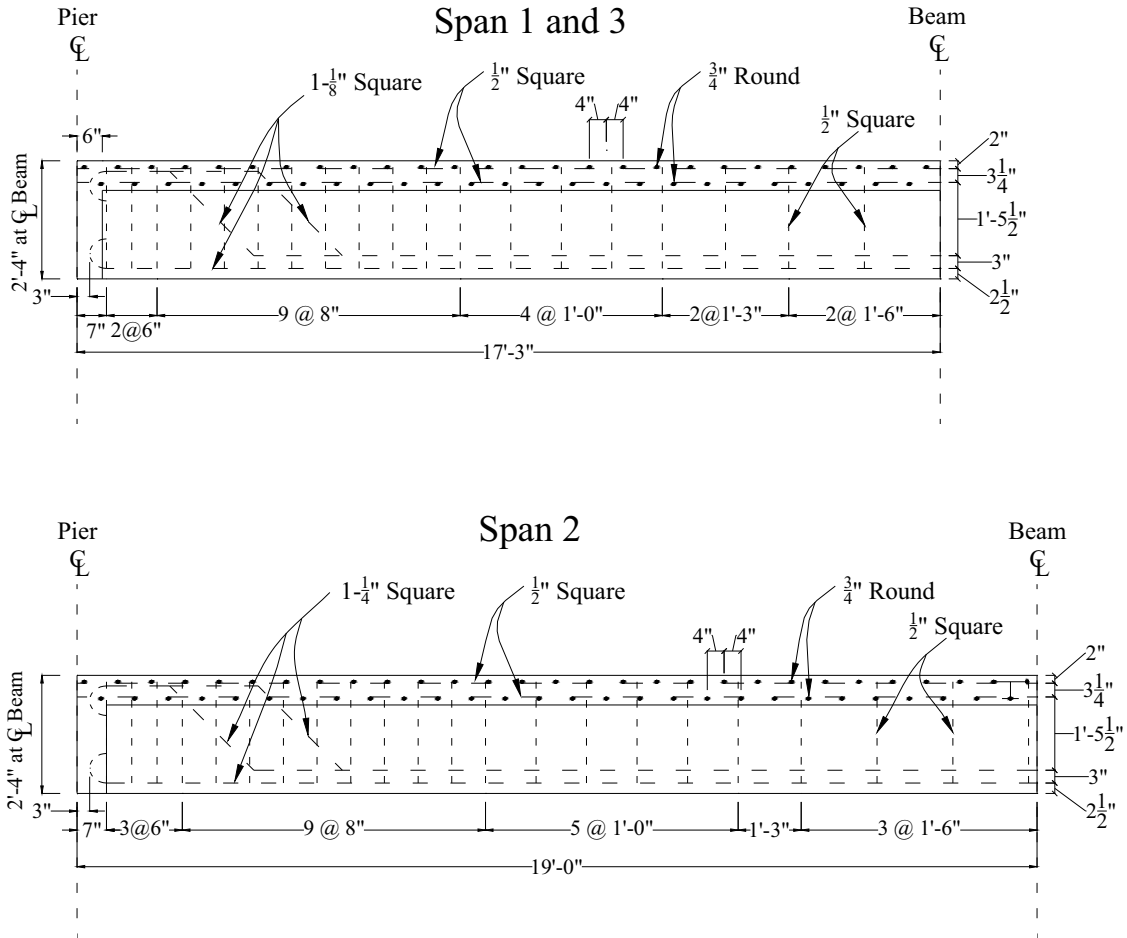 Span 1 and 3
Pier
℄
Beam
℄
1-1/8" Square
1/2" Square
3/4" Round
4"
4"
1/2" Square
6"
2"
3 1/4"
1'-5 1/2"
3"
2 1/2"
2'-4" at ℄ Beam
3"
7"
2@6"
9 @ 8"
4 @ 1'-0"
2@1'-3"
2@ 1'-6"
17'-3"
Span 2
Pier
℄
Beam
℄
1-1/4" Square
1/2" Square
3/4" Round
4"
4"
1/2" Square
2"
3 1/4"
1'-5 1/2"
3"
2 1/2"
2'-4" at ℄ Beam
3"
7"
3@6"
9 @ 8"
5 @ 1'-0"
1'-3"
3 @ 1'-6"
19'-0"